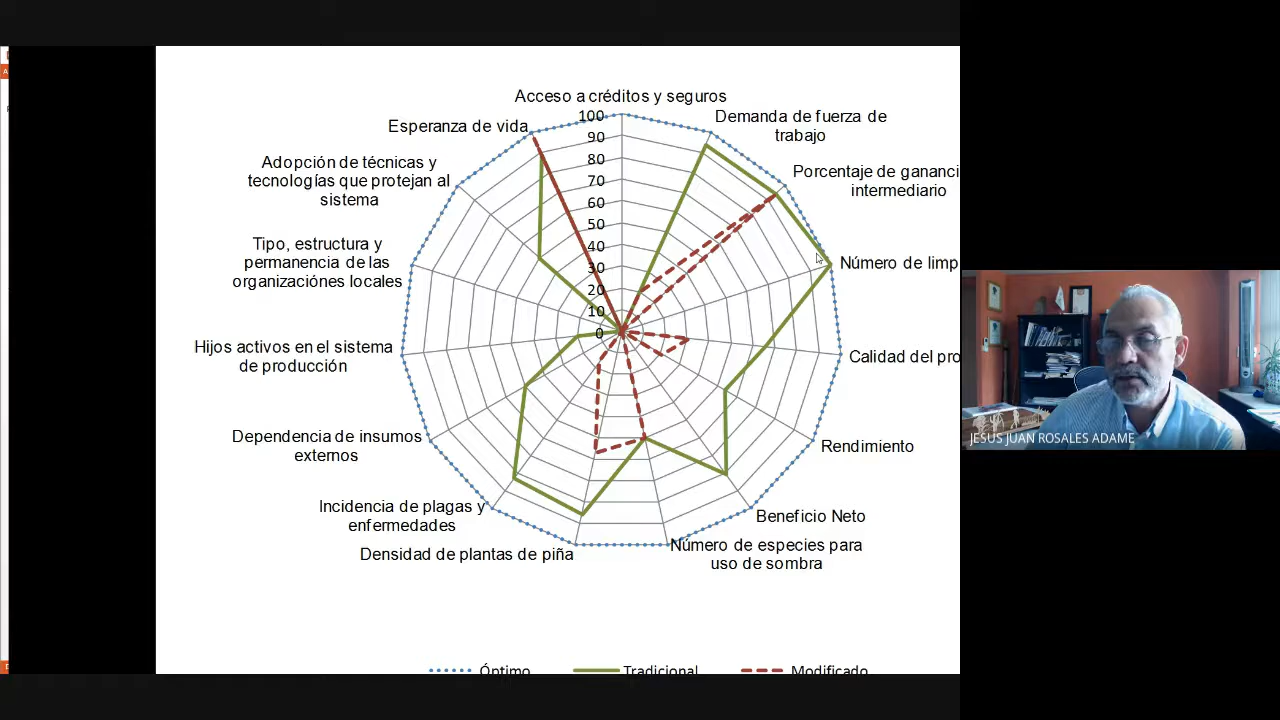 Acceso a créditos y seguros
Esperanza de vida
Demanda de fuerza de
trabajo
Adopción de técnicas y
tecnologías que protejan al
sistema
Porcentaje de
intermediario
Tipo, estructura y
permanencia de las
organizaciónes locales
Número de
Hijos activos en el sistema
de producción
Calidad del
Dependencia de insumos
externos
Rendimiento
Incidencia de plagas y
enfermedades
Beneficio Neto
Densidad de plantas de piña
Número de especies para
uso de sombra
100
90
80
70
60
50
40
30
20
10
0
Óptimo
Tradicional
Modificado
JESUS JUAN ROSALES ADAME